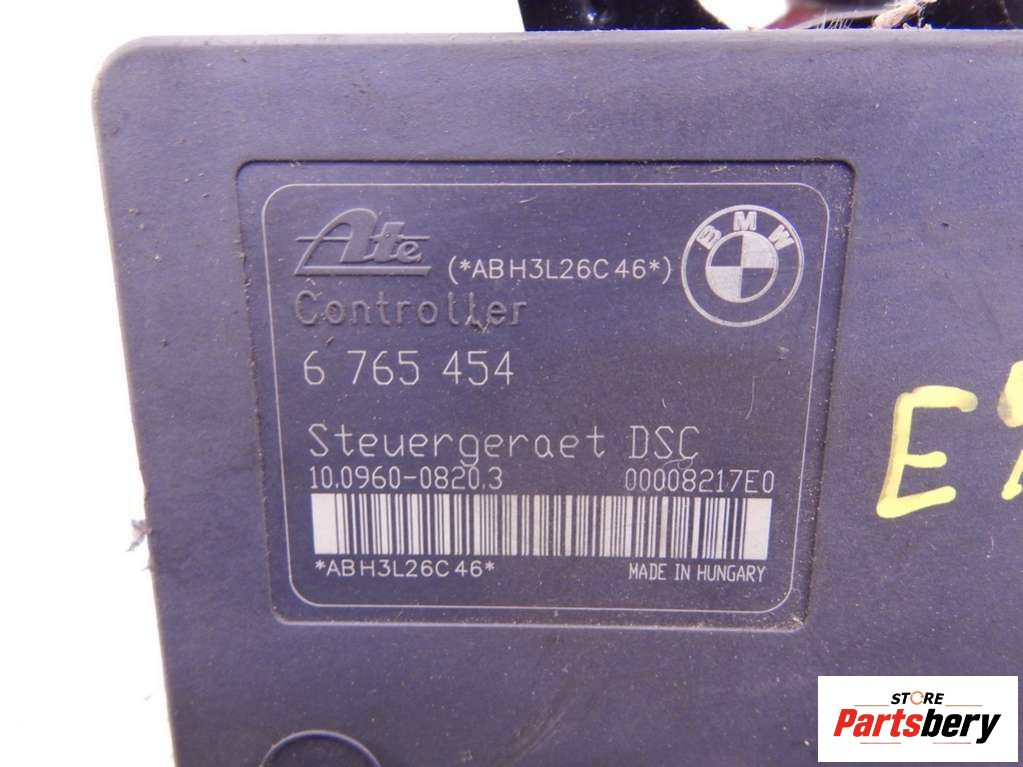 Ate
(*ABH3L26C46*)
BMW
Controller
6 765 454
Steuergeraet DSC
10.0960-0820.3 00008217E0
*ABH3L26C46*
MADE IN HUNGARY
STORE
Partsbery